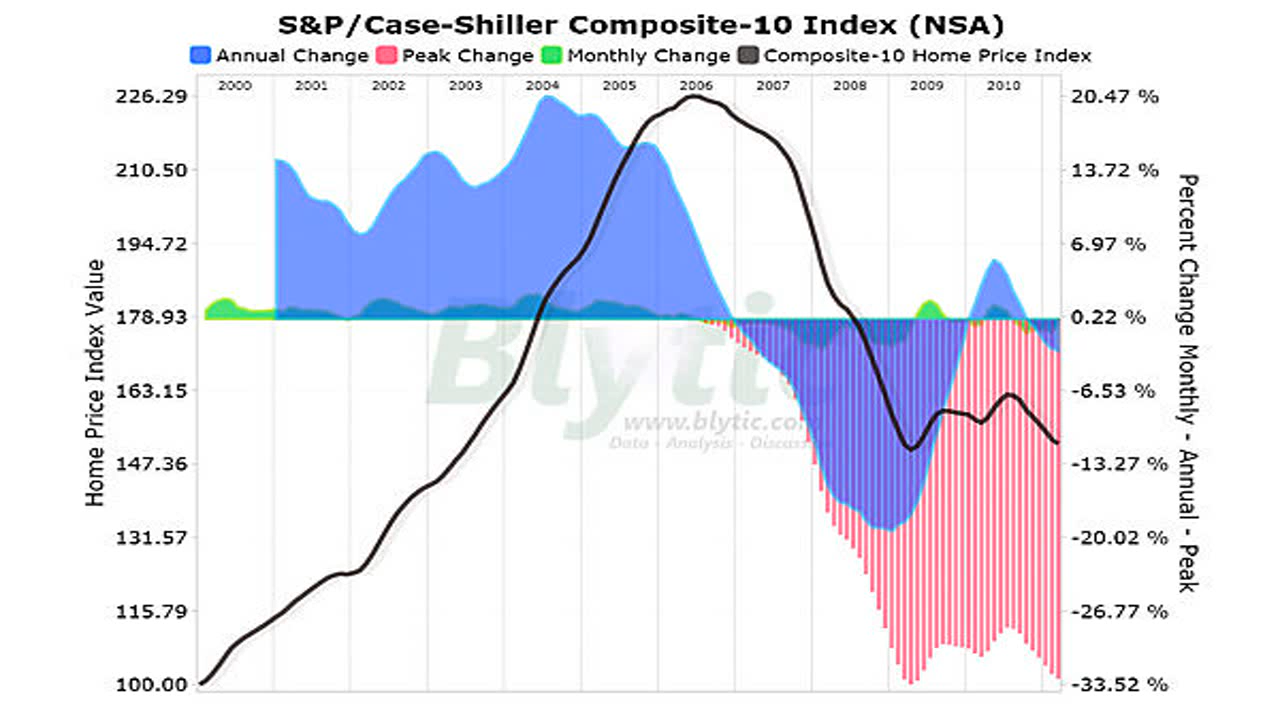 S&P/Case-Shiller Composite-10 Index (NSA)
Annual Change Peak Change Monthly Change Composite-10 Home Price Index
2000 2001 2002 2003 2004 2005 2006 2007 2008 2009 2010
226.29 20.47 %
210.50 13.72 %
194.72 6.97 %
178.93 0.22 %
163.15 -6.53 %
147.36 -13.27 %
131.57 -20.02 %
115.79 -26.77 %
100.00 -33.52 %
Home Price Index Value
Percent Change Monthly - Annual - Peak
Blytic
www.blytic.com
Data - Analysis - Discuss